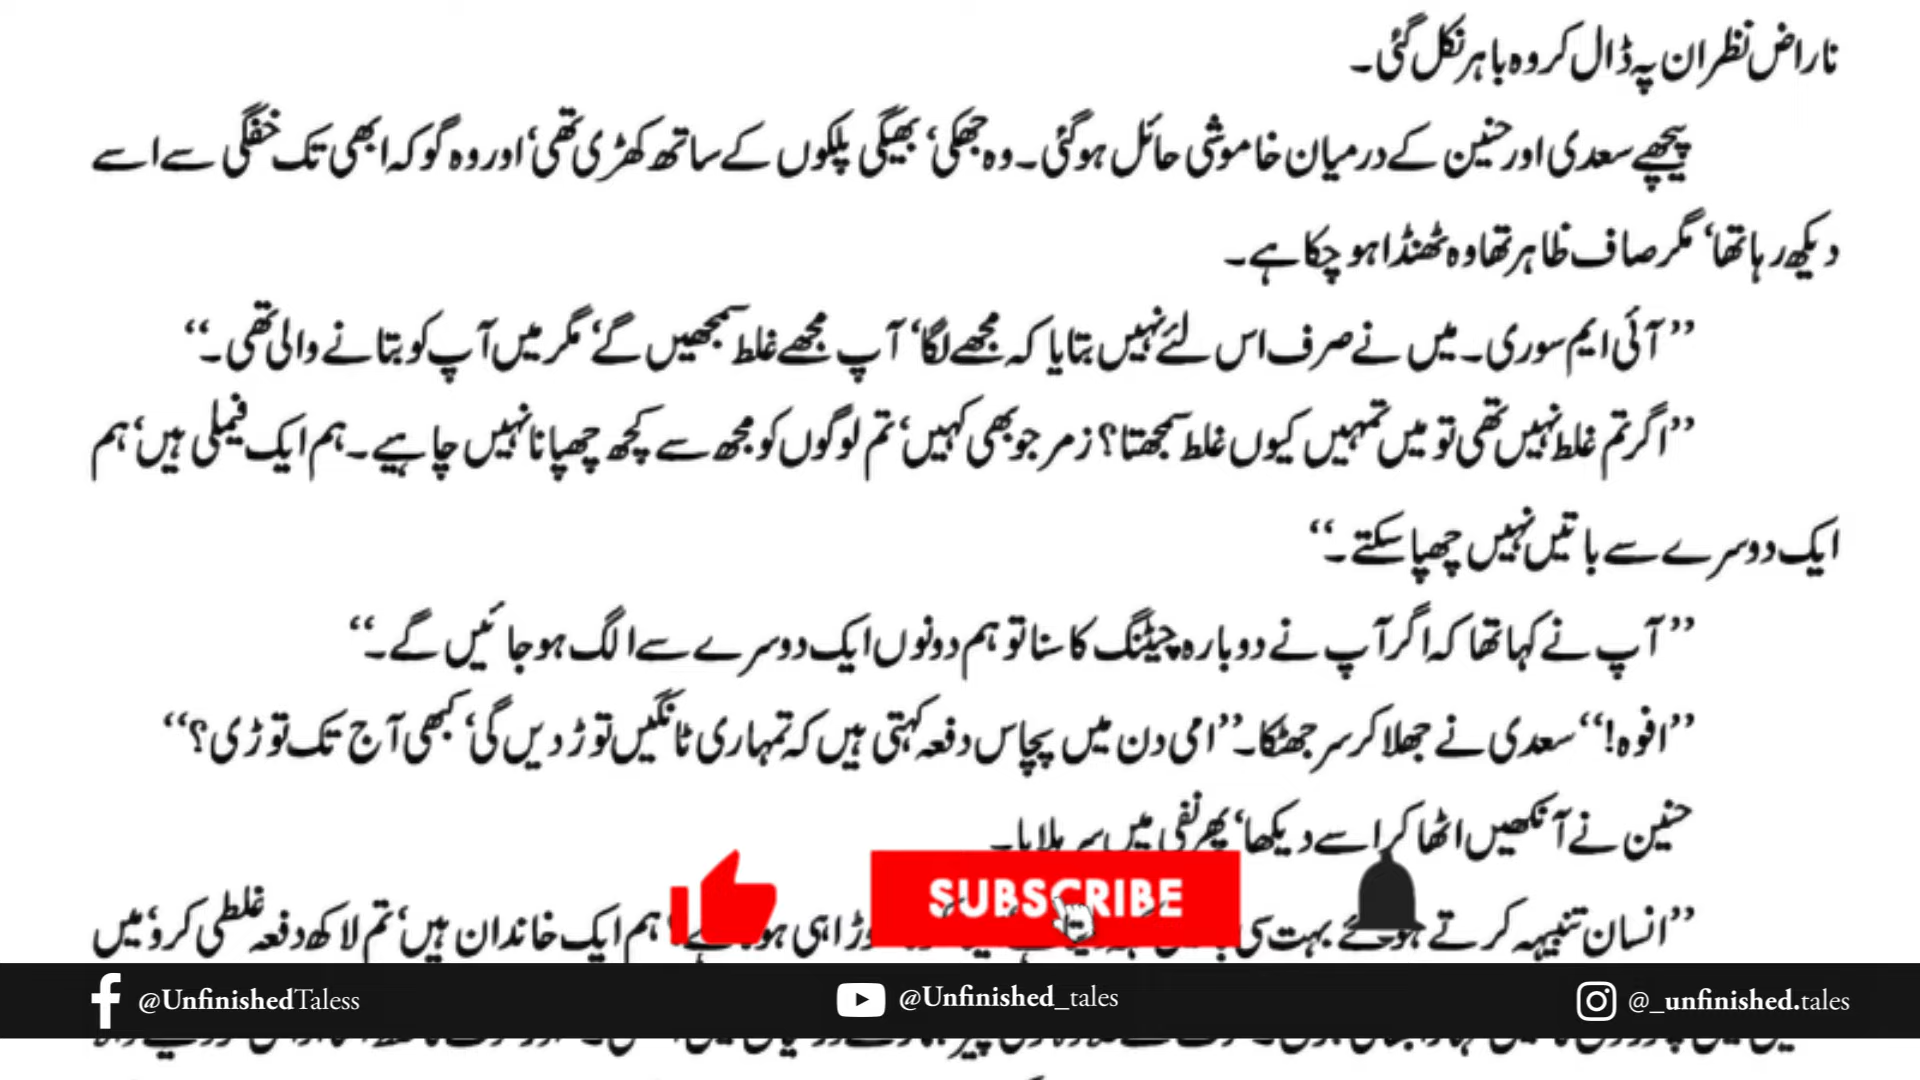 ناراض نظر ان پہ ڈال کر وہ باہر نکل گئی۔
پیچھے سعدی اور حنین کے درمیان خاموشی حائل ہو گئی۔ وہ جھکی، بھیگی پلکوں کے ساتھ کھڑی تھی، اور وہ گو کہ ابھی تک خفگی سے اسے
دیکھ رہا تھا، مگر صاف ظاہر تھا وہ ٹھنڈا ہو چکا ہے۔
’’آئی ایم سوری۔ میں نے صرف اس لئے نہیں بتایا کہ مجھے لگا، آپ مجھے غلط سمجھیں گے، مگر میں آپ کو بتانے والی تھی۔‘‘
’’اگر تم غلط نہیں تھی تو میں تمہیں کیوں غلط سمجھتا؟ زمر جو بھی کہیں، تم لوگوں کو مجھ سے کچھ چھپانا نہیں چاہیے۔ ہم ایک فیملی ہیں، ہم
ایک دوسرے سے باتیں نہیں چھپا سکتے۔‘‘
’’آپ نے کہا تھا کہ اگر آپ نے دوبارہ چیٹنگ کا سنا تو ہم دونوں ایک دوسرے سے الگ ہو جائیں گے۔‘‘
’’افوہ!‘‘ سعدی نے جھلا کر سر جھٹکا۔ ’’امی دن میں پچاس دفعہ کہتی ہیں کہ تمہاری ٹانگیں توڑ دیں گی، کبھی آج تک توڑی؟‘‘
حنین نے آنکھیں اٹھا کر اسے دیکھا، پھر نفی میں سر ہلایا۔
’’انسان تنبیہہ کرتے ہوئے بہت سی ہم ایک خاندان ہیں، تم لاکھ دفعہ غلطی کرو، میں
SUBSCRIBE
@UnfinishedTaless
@Unfinished_tales
@_unfinished.tales